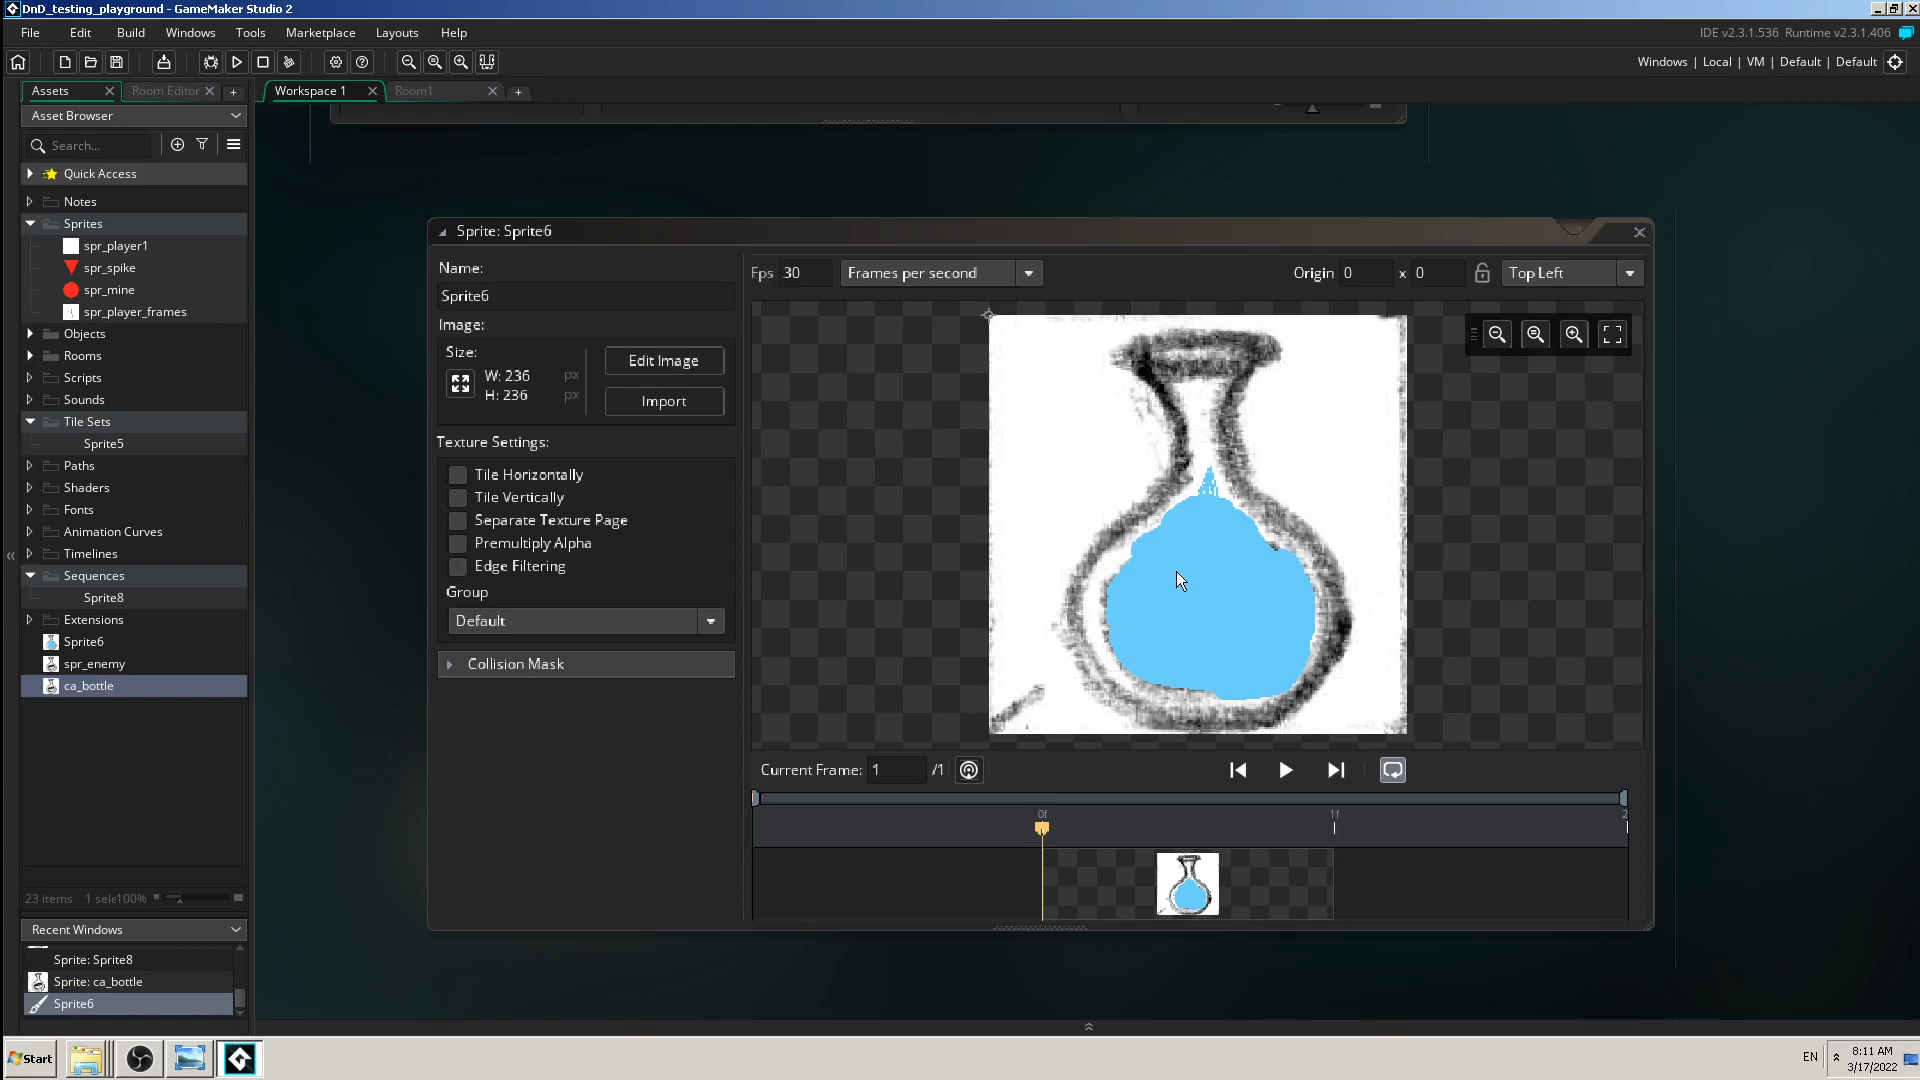 DnD_testing_playground - GameMaker Studio 2
File Edit Build Windows Tools Marketplace Layouts Help
IDE v2.3.1.536 Runtime v2.3.1.406
Windows | Local | VM | Default | Default
Assets
Room Editor
Workspace 1
Room1
Asset Browser
Search...
Quick Access
Notes
Sprites
spr_player1
spr_spike
spr_mine
spr_player_frames
Objects
Rooms
Scripts
Sounds
Tile Sets
Sprite5
Paths
Shaders
Fonts
Animation Curves
Timelines
Sequences
Sprite8
Extensions
Sprite6
spr_enemy
ca_bottle
23 items 1 sele100%
Recent Windows
Sprite: Sprite8
Sprite: ca_bottle
Sprite6
Sprite: Sprite6
Name:
Sprite6
Image:
Size:
W: 236 px
H: 236 px
Edit Image
Import
Texture Settings:
Tile Horizontally
Tile Vertically
Separate Texture Page
Premultiply Alpha
Edge Filtering
Group
Default
Collision Mask
Fps 30 Frames per second
Origin 0 x 0 Top Left
Current Frame: 1 /1
0f 1f 2
Start
EN
8:11 AM
3/17/2022